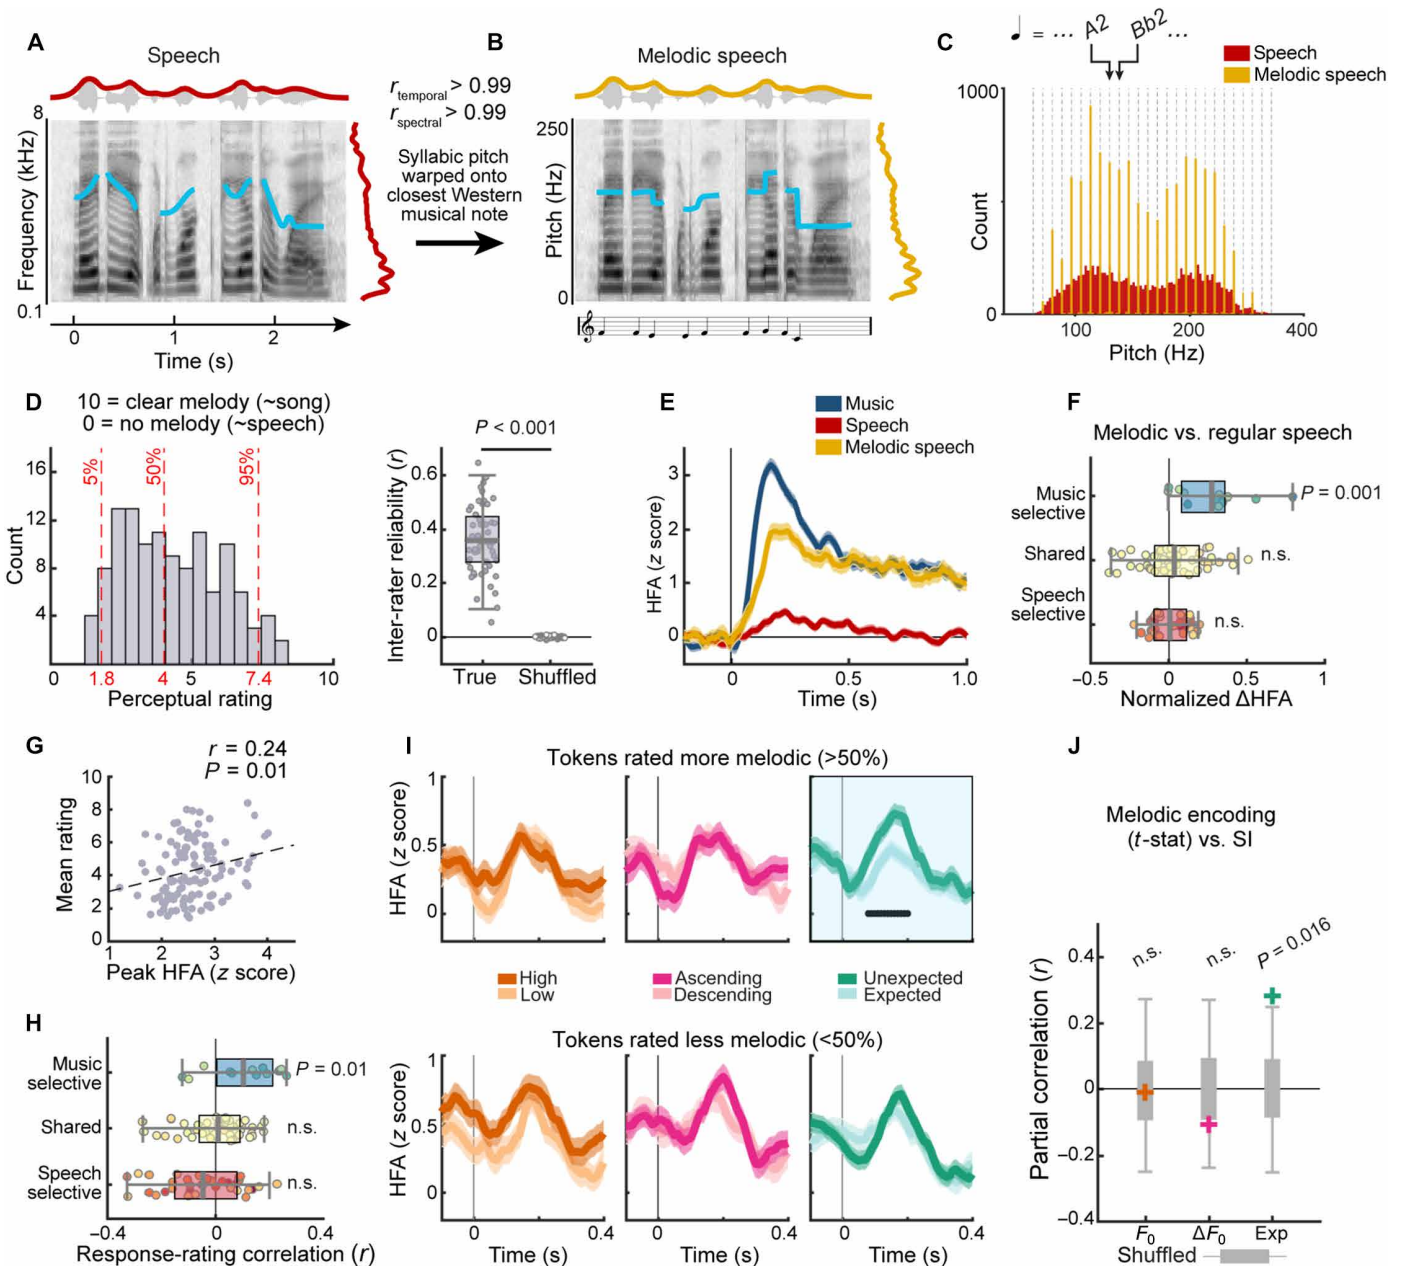 A
Speech
8
Frequency (kHz)
0.1
0
1
2
Time (s)
r temporal > 0.99
r spectral > 0.99
Syllabic pitch
warped onto
closest Western
musical note
B
Melodic speech
250
Pitch (Hz)
0
C
= ... A2 Bb2 ...
Speech
Melodic speech
1000
Count
0
100
200
400
Pitch (Hz)
D
10 = clear melody (~song)
0 = no melody (~speech)
5%
50%
95%
16
12
8
4
Count
0
1.8
4
5
7.4
10
Perceptual rating
P < 0.001
Inter-rater reliability (r)
0.6
0.4
0.2
0
True
Shuffled
E
Music
Speech
Melodic speech
HFA (z score)
3
2
1
0
0
0.5
1.0
Time (s)
F
Melodic vs. regular speech
Music
selective
P = 0.001
Shared
n.s.
Speech
selective
n.s.
−0.5
0
0.5
1
Normalized ΔHFA
G
r = 0.24
P = 0.01
Mean rating
10
8
6
4
2
0
1
2
3
4
Peak HFA (z score)
H
Music
selective
P = 0.01
Shared
n.s.
Speech
selective
n.s.
−0.4
0
0.4
Response-rating correlation (r)
I
Tokens rated more melodic (>50%)
HFA (z score)
1
0.5
0
High
Low
Ascending
Descending
Unexpected
Expected
Tokens rated less melodic (<50%)
HFA (z score)
1
0.5
0
0
0.4
Time (s)
0
0.4
Time (s)
0
0.4
Time (s)
J
Melodic encoding
(t-stat) vs. SI
n.s.
n.s.
P = 0.016
Partial correlation (r)
0.4
0.2
0
−0.2
−0.4
F0
ΔF0
Exp
Shuffled